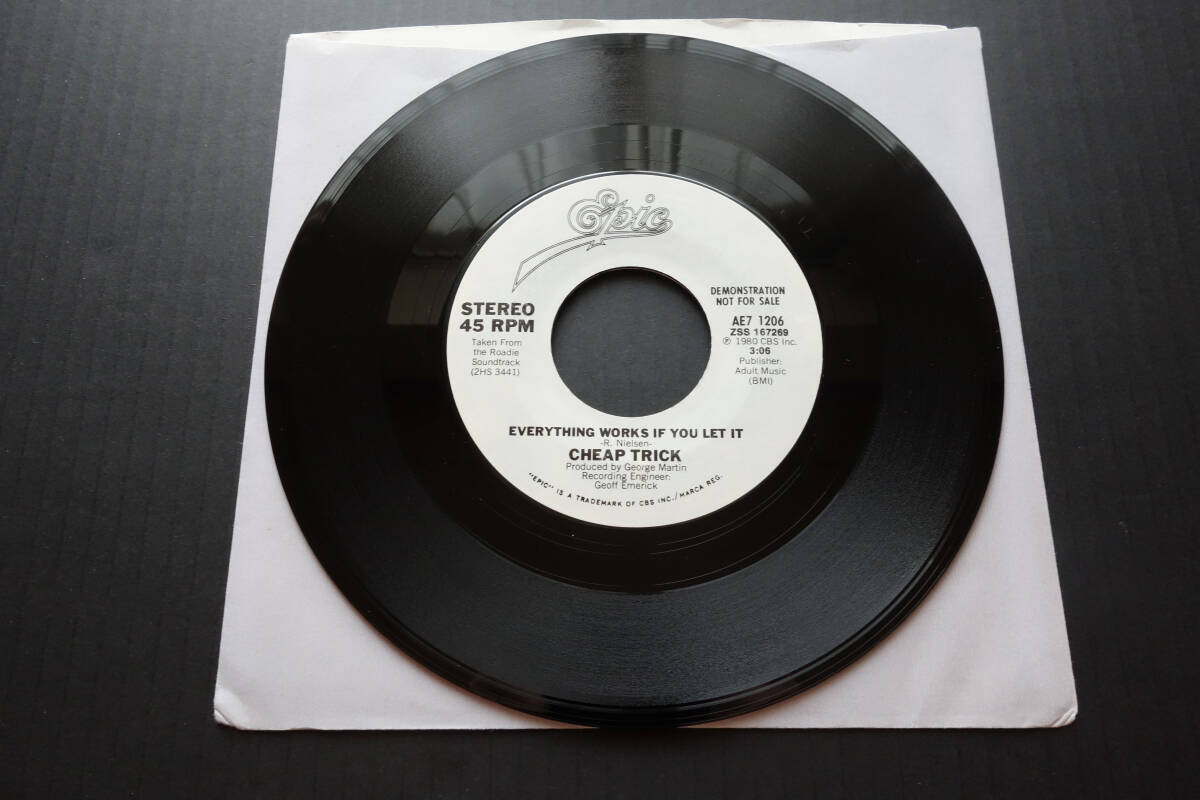 Epic
STEREO
45 RPM
Taken From
the Roadie
Soundtrack
(2HS 3441)
DEMONSTRATION
NOT FOR SALE
AE7 1206
ZSS 167269
℗ 1980 CBS Inc.
3:06
Publisher:
Adult Music
(BMI)
EVERYTHING WORKS IF YOU LET IT
-R. Nielsen-
CHEAP TRICK
Produced by George Martin
Recording Engineer:
Geoff Emerick
"EPIC" IS A TRADEMARK OF CBS INC./MARCA REG.